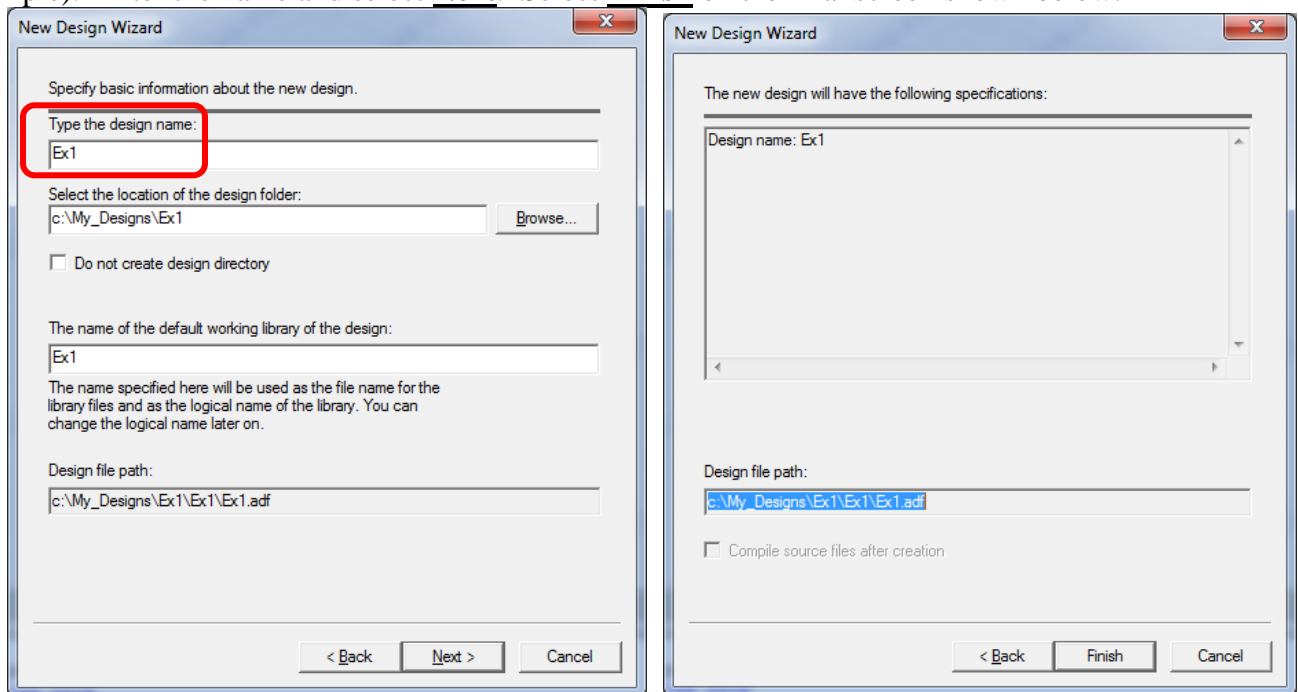 New Design Wizard
Specify basic information about the new design.
Type the design name:
Ex1
Select the location of the design folder:
c:\My_Designs\Ex1
Browse...
Do not create design directory
The name of the default working library of the design:
Ex1
The name specified here will be used as the file name for the
library files and as the logical name of the library. You can
change the logical name later on.
Design file path:
c:\My_Designs\Ex1\Ex1\Ex1.adf
< Back Next > Cancel
New Design Wizard
The new design will have the following specifications:
Design name: Ex1
Design file path:
c:\My_Designs\Ex1\Ex1\Ex1.adf
Compile source files after creation
< Back Finish Cancel